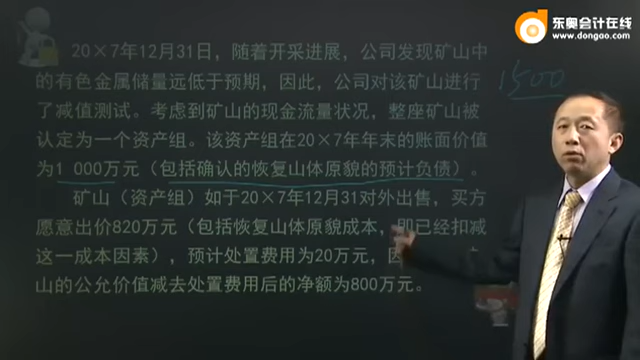 东奥会计在线
www.dongao.com
1500
20×7年12月31日，随着开采进展，公司发现矿山中
的有色金属储量远低于预期，因此，公司对该矿山进行
了减值测试。考虑到矿山的现金流量状况，整座矿山被
认定为一个资产组。该资产组在20×7年年末的账面价值
为1 000万元（包括确认的恢复山体原貌的预计负债）。
矿山（资产组）如于20×7年12月31对外出售，买方
愿意出价820万元（包括恢复山体原貌成本，即已经扣减
这一成本因素），预计处置费用为20万元，因
山的公允价值减去处置费用后的净额为800万元。